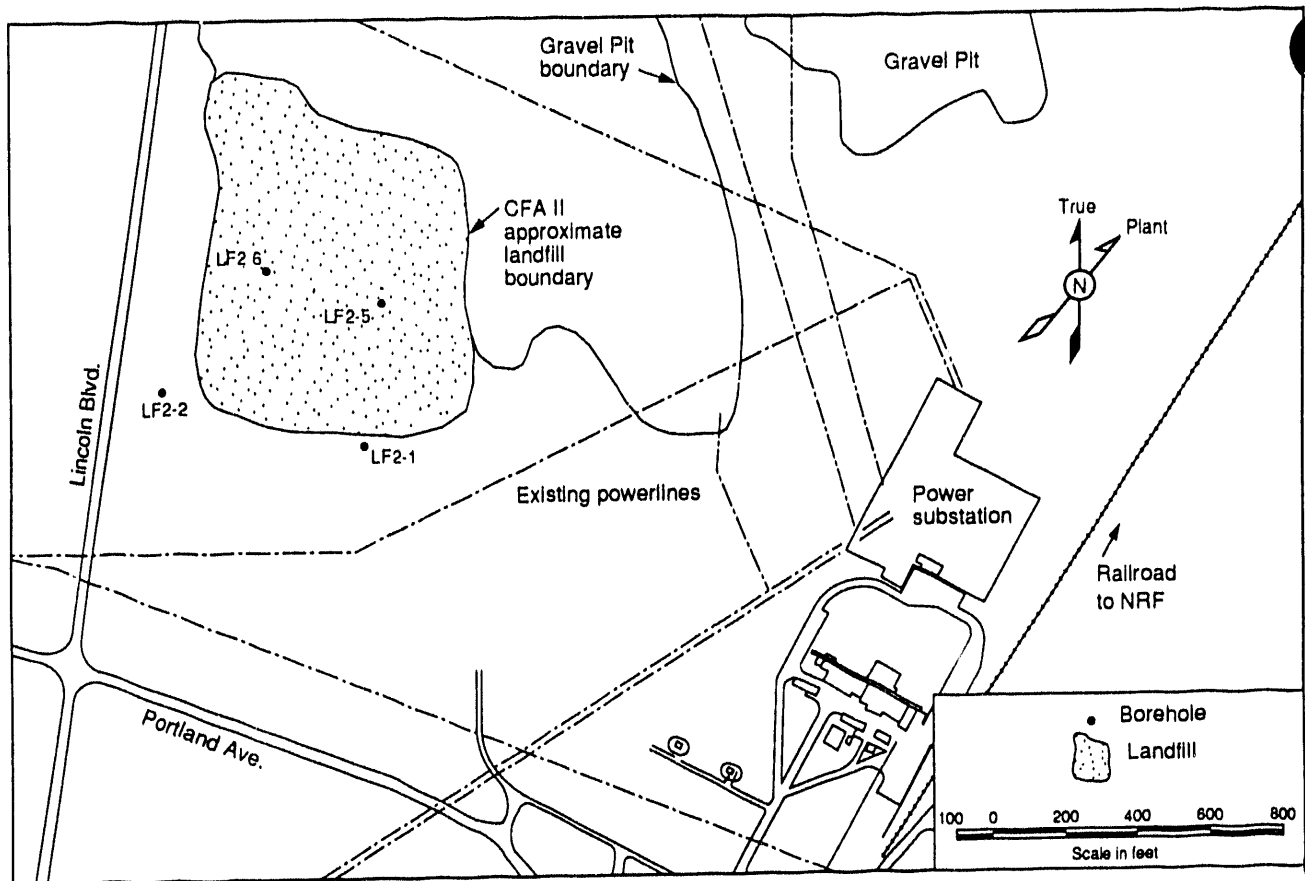 Gravel Pit
boundary
Gravel Pit
CFA II
approximate
landfill
boundary
True
Plant
N
LF2 6
LF2-5
LF2-2
LF2-1
Lincoln Blvd.
Existing powerlines
Power
substation
Railroad
to NRF
Portland Ave.
Borehole
Landfill
100 0 200 400 600 800
Scale in feet